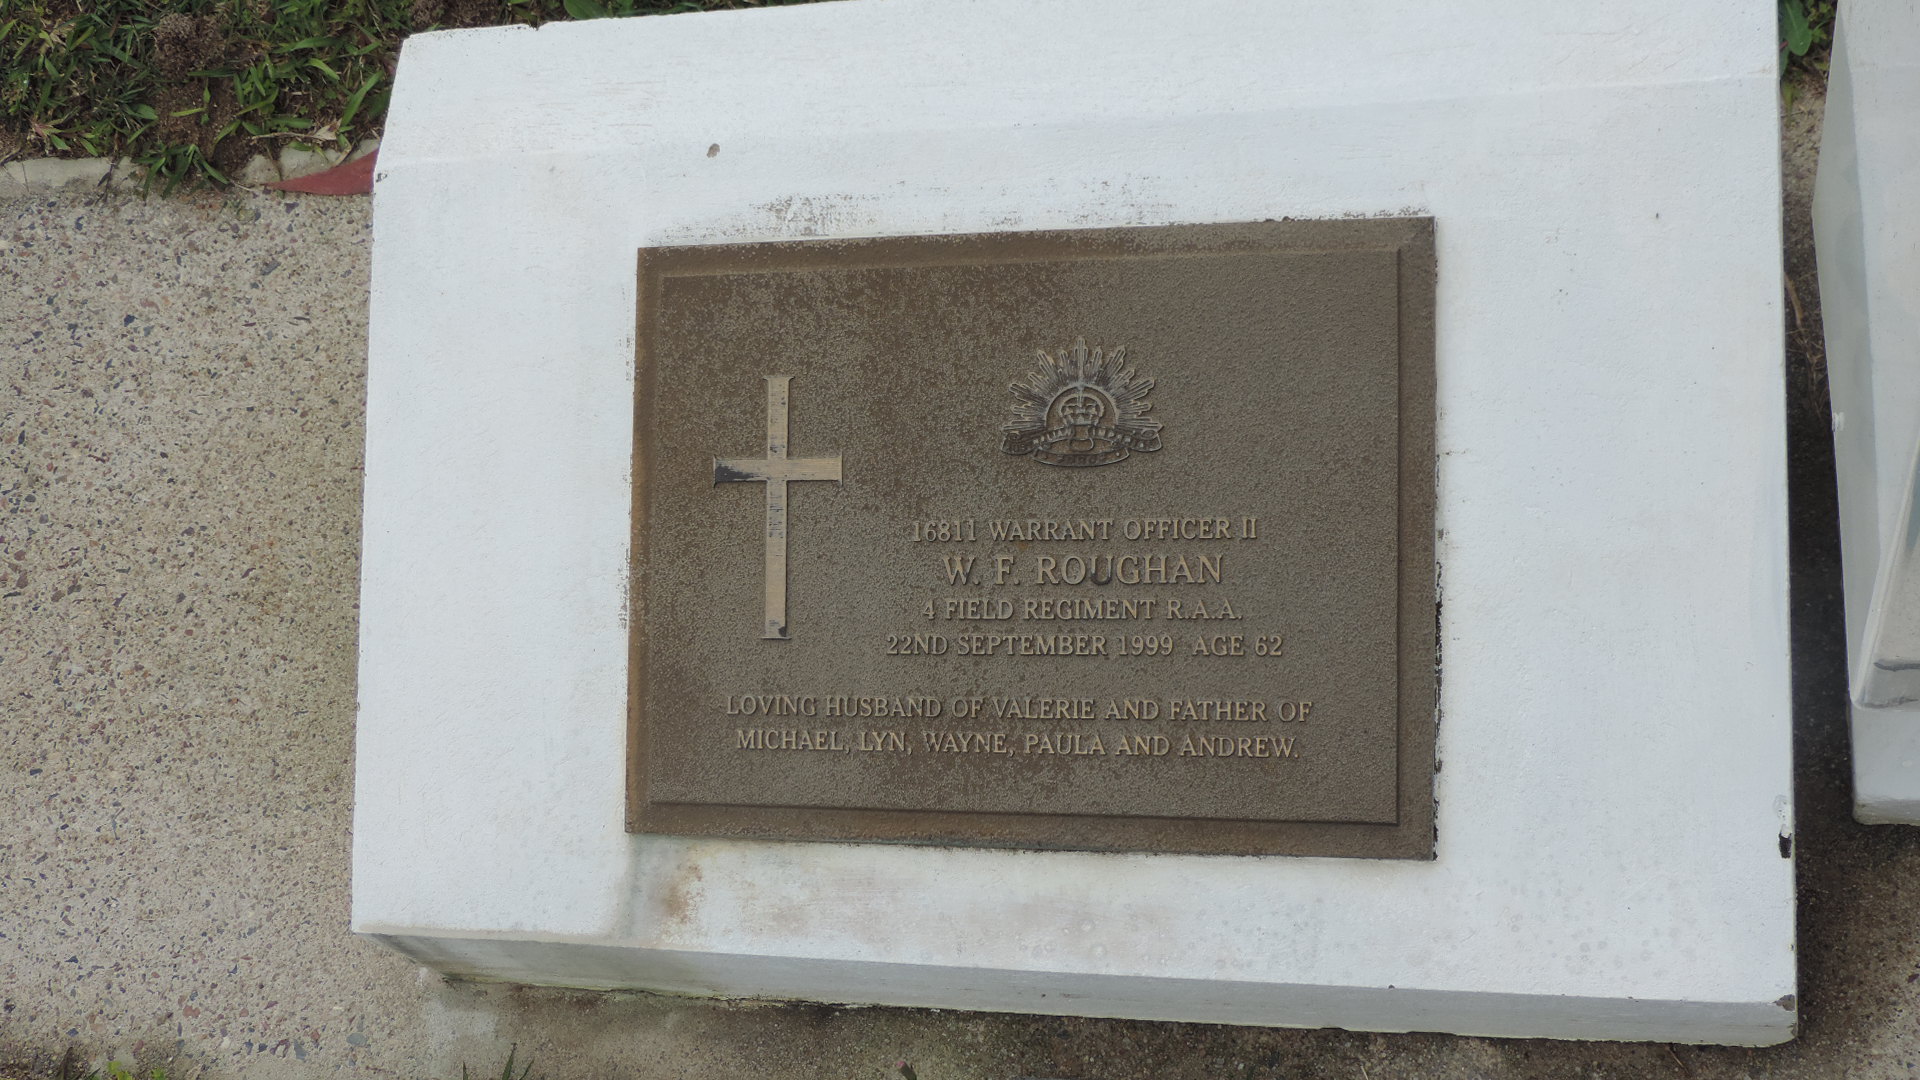 16811 WARRANT OFFICER II
W. F. ROUGHAN
4 FIELD REGIMENT R.A.A.
22ND SEPTEMBER 1999 AGE 62
LOVING HUSBAND OF VALERIE AND FATHER OF
MICHAEL, LYN, WAYNE, PAULA AND ANDREW.